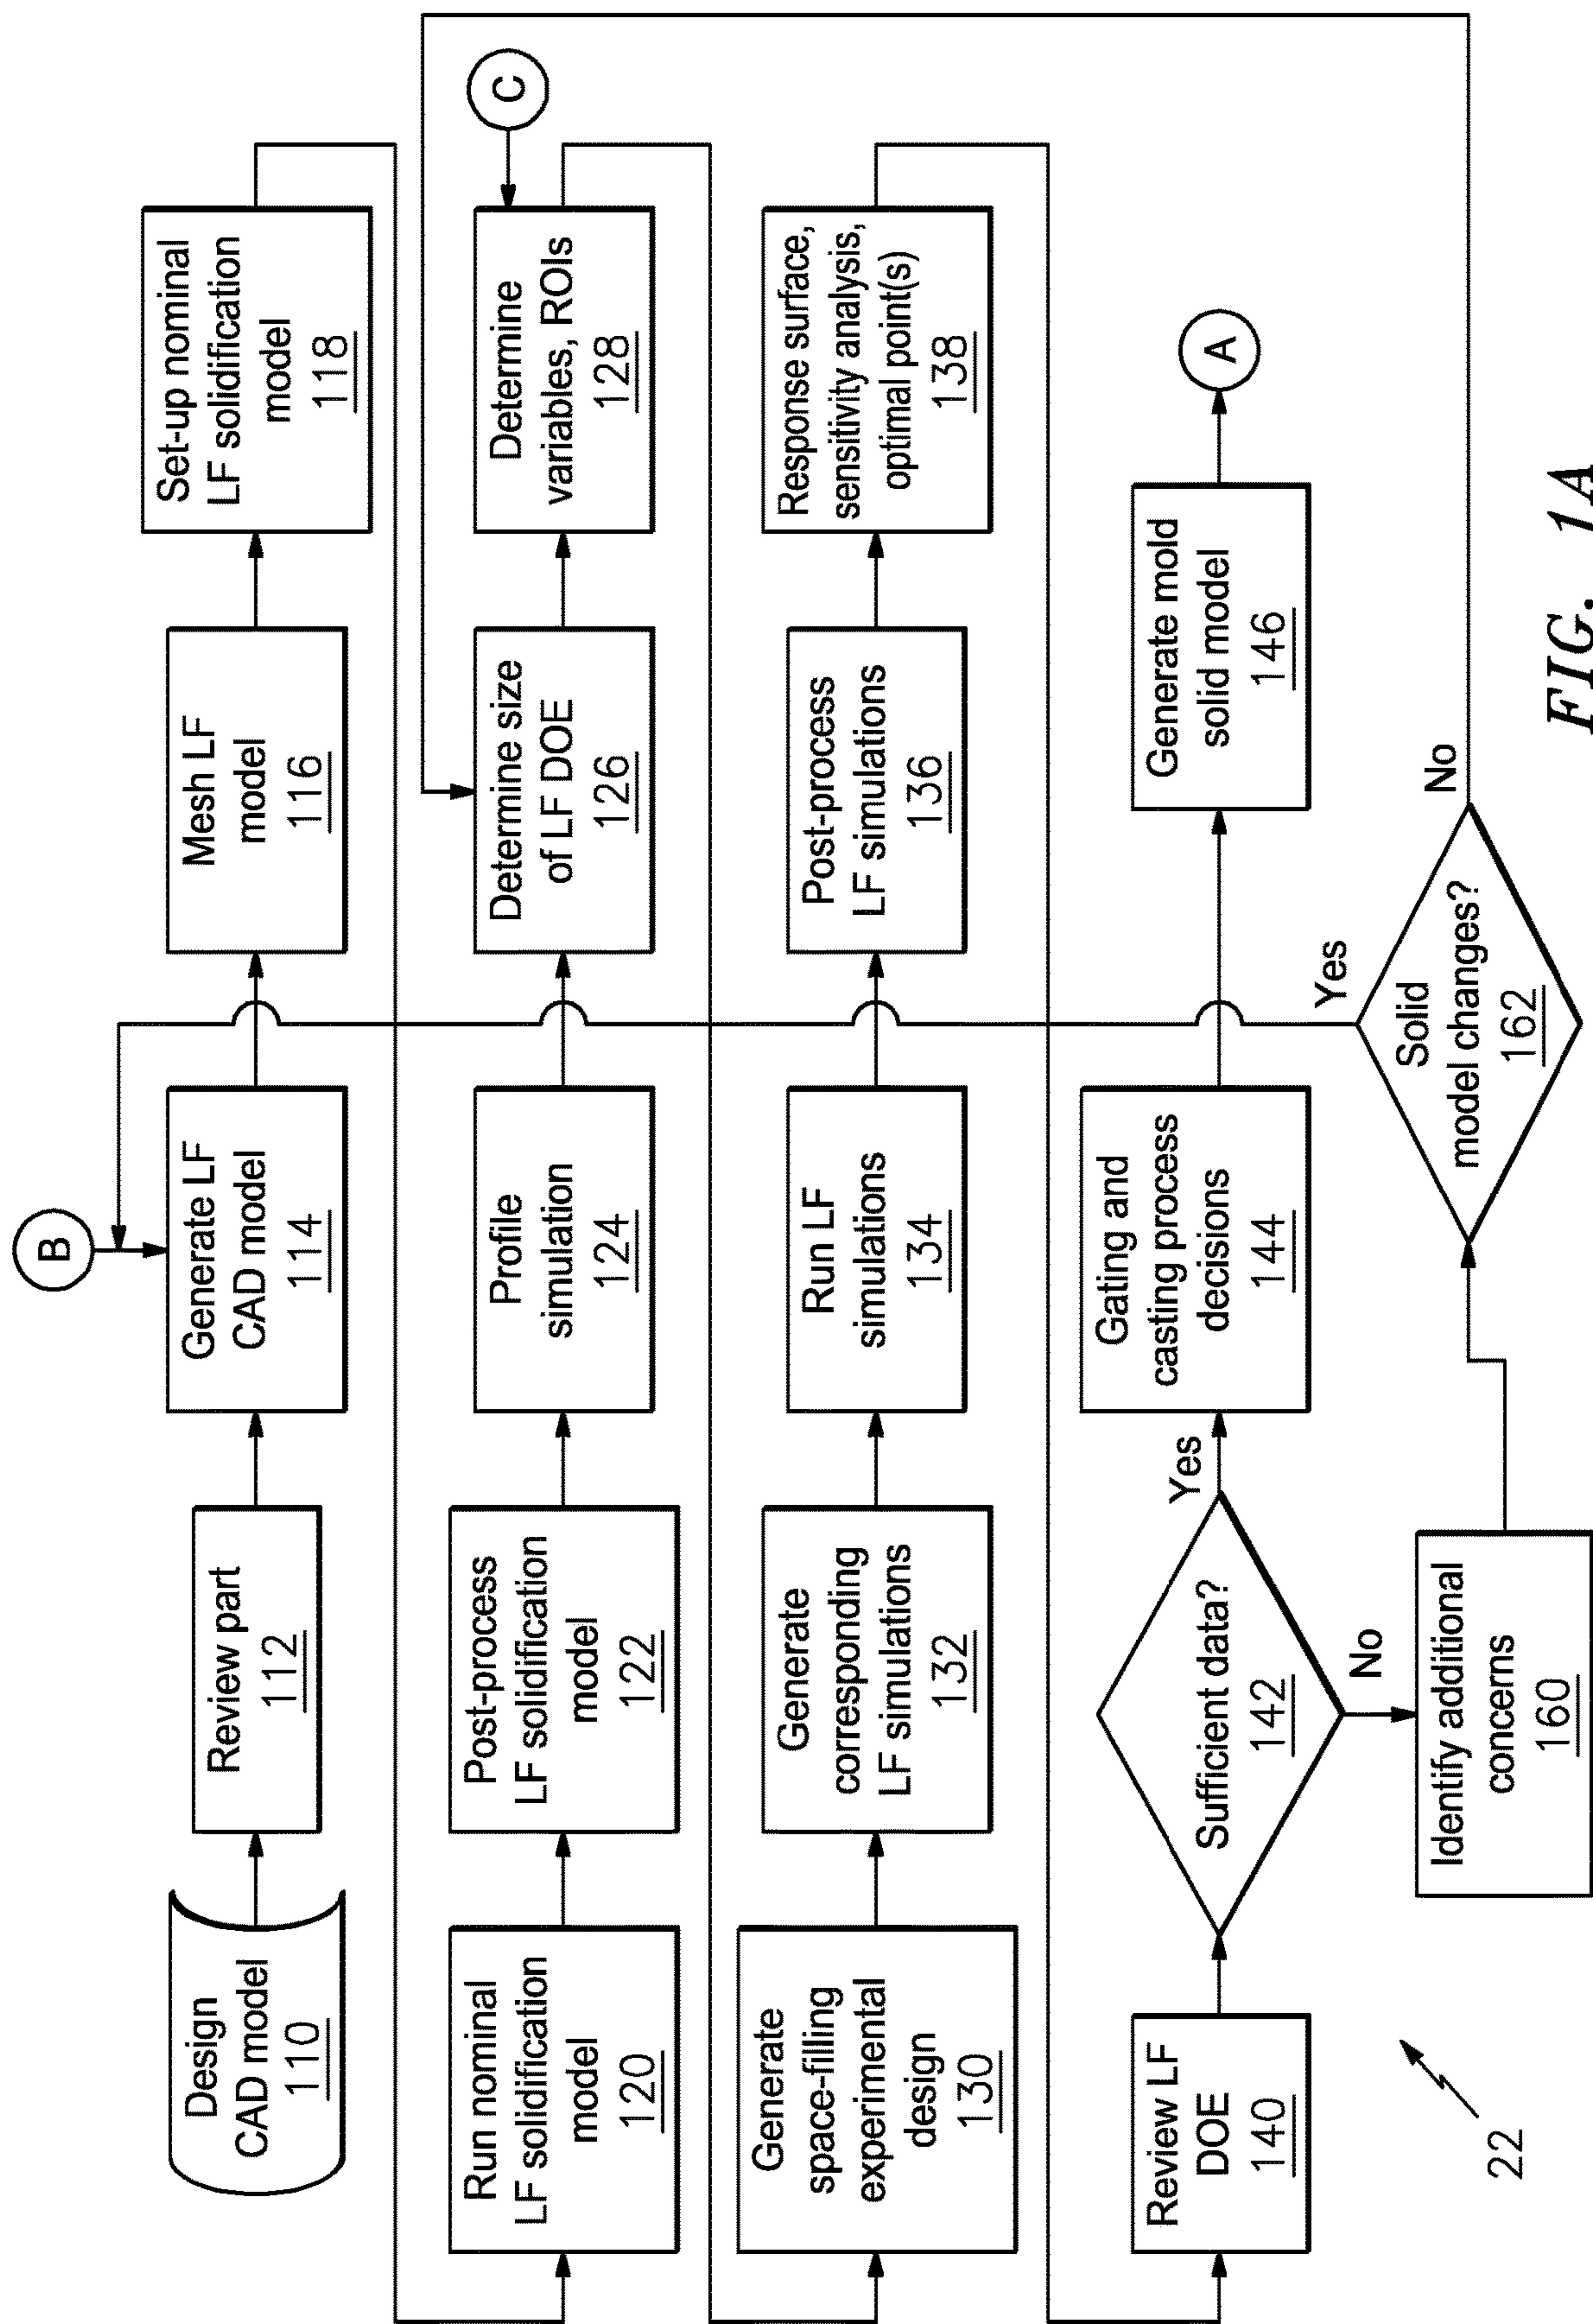 Design
CAD model
110
Review part
112
B
Generate LF
CAD model
114
Mesh LF
model
116
Set-up nominal
LF solidification
model
118
Run nominal
LF solidification
model
120
Post-process
LF solidification
model
122
Profile
simulation
124
Determine size
of LF DOE
126
Determine
variables, ROIs
128
C
Generate
space-filling
experimental
design
130
Generate
corresponding
LF simulations
132
Run LF
simulations
134
Post-process
LF simulations
136
Response surface,
sensitivity analysis,
optimal point(s)
138
Review LF
DOE
140
Sufficient data?
142
Yes
No
Gating and
casting process
decisions
144
Generate mold
solid model
146
A
Identify additional
concerns
160
Solid
model changes?
162
Yes
No
22
FIG. 1A